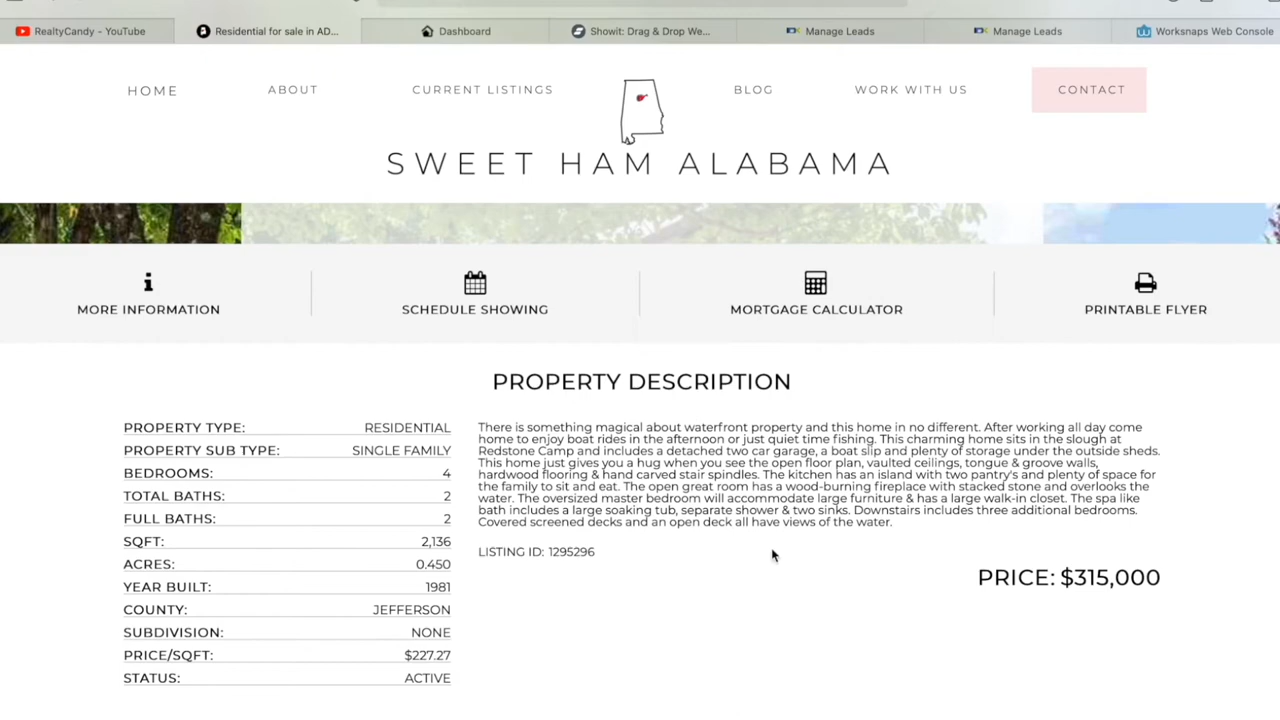 RealtyCandy - YouTube
Residential for sale in AD...
Dashboard
Showit: Drag & Drop We...
Manage Leads
Manage Leads
Worksnaps Web Console
HOME
ABOUT
CURRENT LISTINGS
BLOG
WORK WITH US
CONTACT
SWEET HAM ALABAMA
MORE INFORMATION
SCHEDULE SHOWING
MORTGAGE CALCULATOR
PRINTABLE FLYER
PROPERTY DESCRIPTION
PROPERTY TYPE: RESIDENTIAL
PROPERTY SUB TYPE: SINGLE FAMILY
BEDROOMS: 4
TOTAL BATHS: 2
FULL BATHS: 2
SQFT: 2,136
ACRES: 0.450
YEAR BUILT: 1981
COUNTY: JEFFERSON
SUBDIVISION: NONE
PRICE/SQFT: $227.27
STATUS: ACTIVE
There is something magical about waterfront property and this home in no different. After working all day come
home to enjoy boat rides in the afternoon or just quiet time fishing. This charming home sits in the slough at
Redstone Camp and includes a detached two car garage, a boat slip and plenty of storage under the outside sheds.
This home just gives you a hug when you see the open floor plan, vaulted ceilings, tongue & groove walls,
hardwood flooring & hand carved stair spindles. The kitchen has an island with two pantry's and plenty of space for
the family to sit and eat. The open great room has a wood-burning fireplace with stacked stone and overlooks the
water. The oversized master bedroom will accommodate large furniture & has a large walk-in closet. The spa like
bath includes a large soaking tub, separate shower & two sinks. Downstairs includes three additional bedrooms.
Covered screened decks and an open deck all have views of the water.
LISTING ID: 1295296
PRICE: $315,000